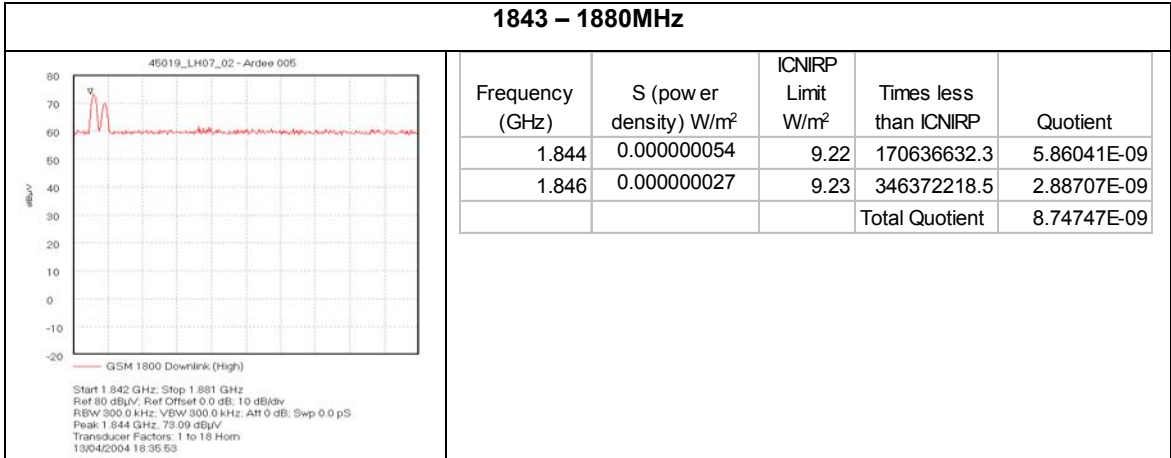 1843 – 1880MHz
45019_LH07_02 - Ardee 005
80
70
60
50
40
30
20
10
0
-10
-20
dBµV
GSM 1800 Downlink (High)
Start 1.842 GHz; Stop 1.881 GHz
Ref 80 dBµV; Ref Offset 0.0 dB; 10 dB/div
RBW 300.0 kHz; VBW 300.0 kHz; Att 0 dB; Swp 0.0 pS
Peak 1.844 GHz, 73.09 dBµV
Transducer Factors: 1 to 18 Horn
13/04/2004 18:35:53
Frequency (GHz) S (pow er density) W/m² ICNIRP Limit W/m² Times less than ICNIRP Quotient
1.844 0.000000054 9.22 170636632.3 5.86041E-09
1.846 0.000000027 9.23 346372218.5 2.88707E-09
Total Quotient 8.74747E-09